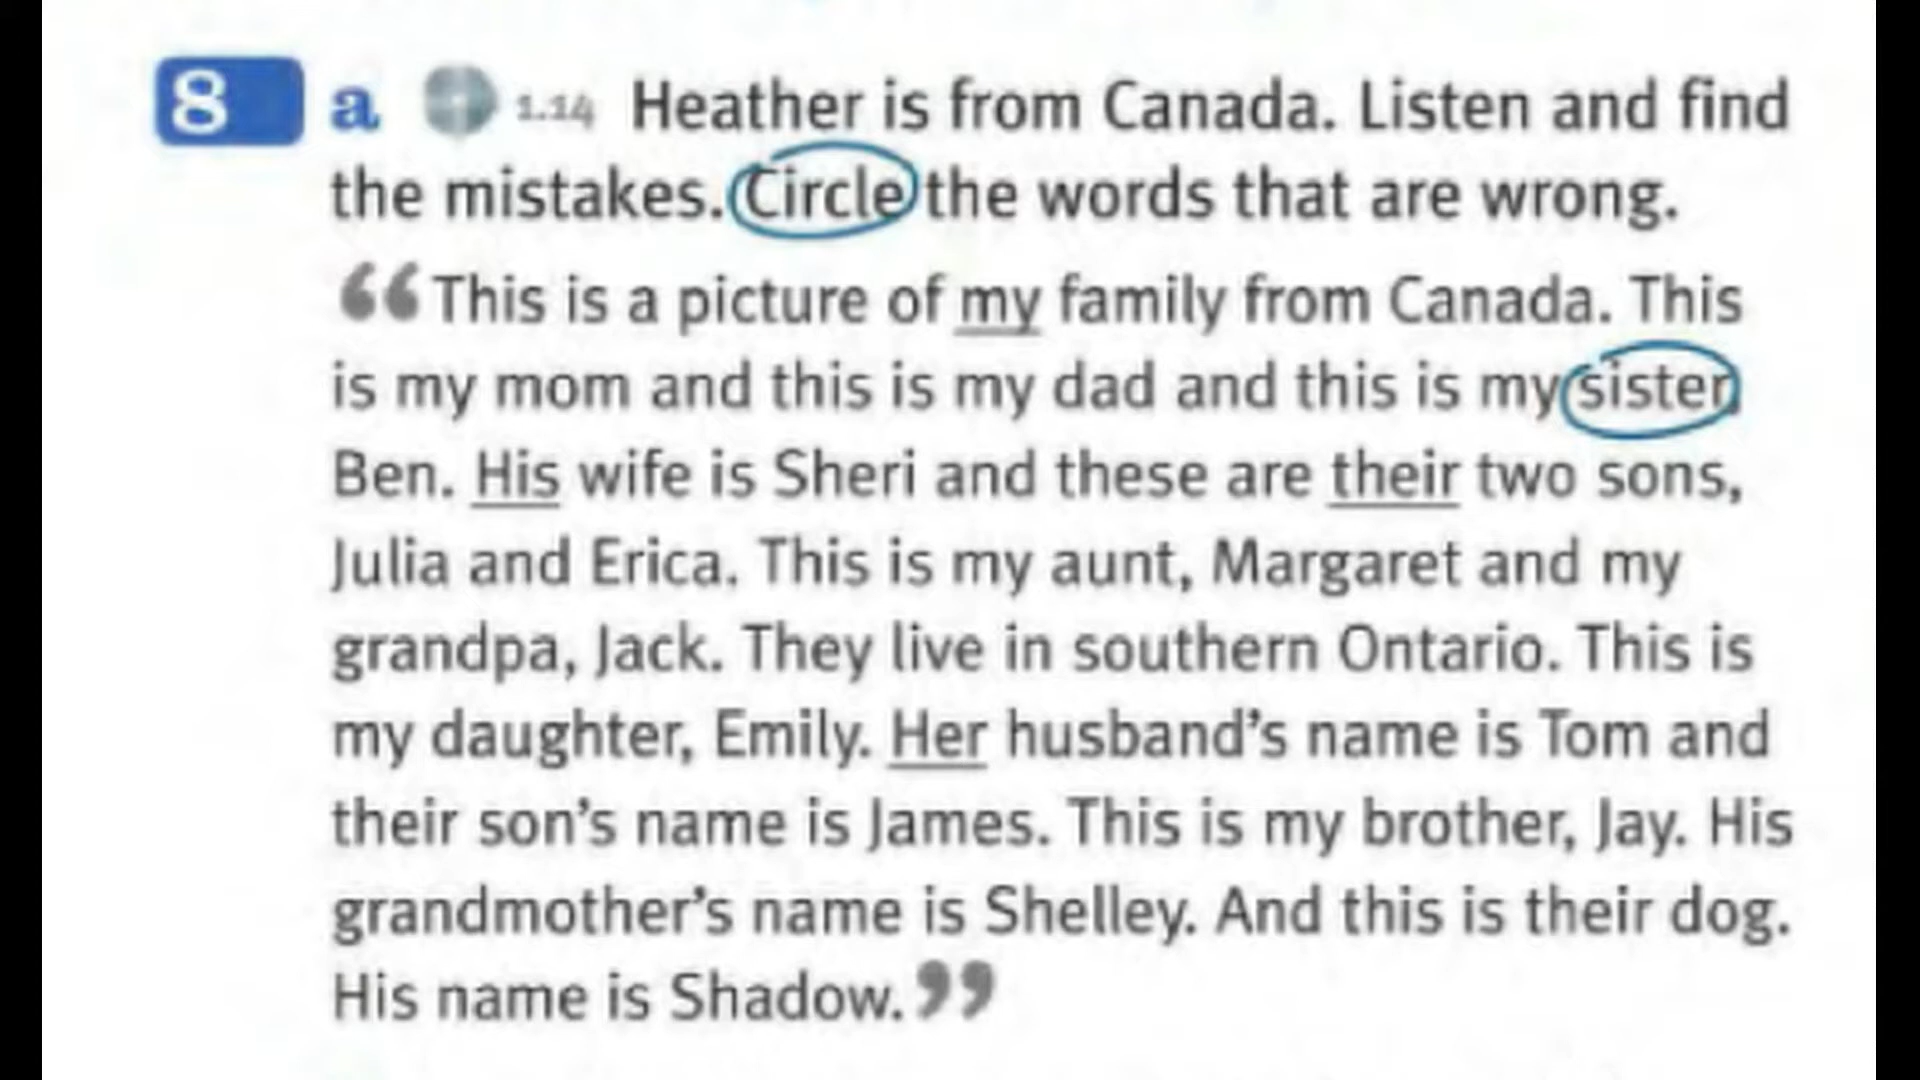 8 a 1.14 Heather is from Canada. Listen and find
the mistakes. Circle the words that are wrong.
“This is a picture of my family from Canada. This
is my mom and this is my dad and this is my sister,
Ben. His wife is Sheri and these are their two sons,
Julia and Erica. This is my aunt, Margaret and my
grandpa, Jack. They live in southern Ontario. This is
my daughter, Emily. Her husband’s name is Tom and
their son’s name is James. This is my brother, Jay. His
grandmother’s name is Shelley. And this is their dog.
His name is Shadow.”